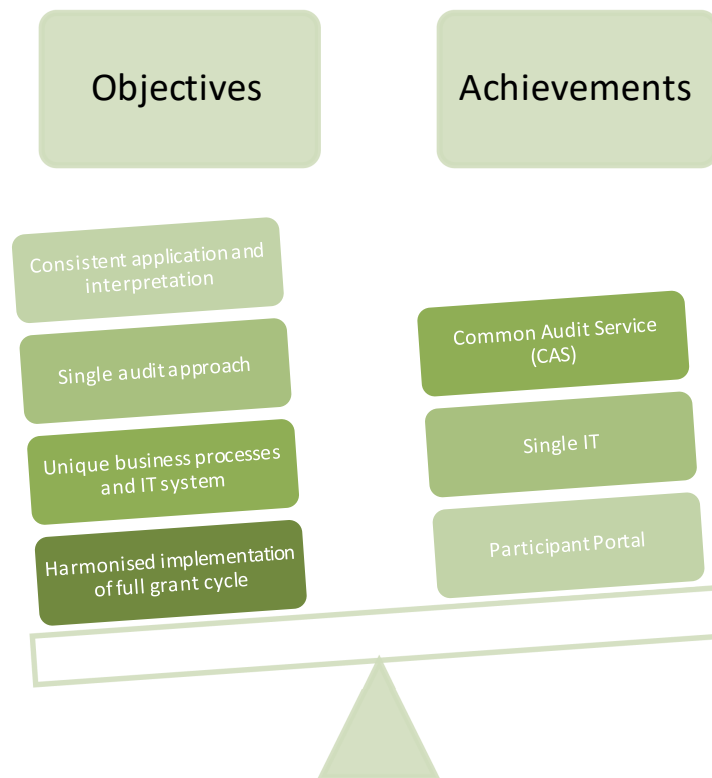 Objectives
Achievements
Consistent application and
interpretation
Single audit approach
Unique business processes
and IT system
Harmonised implementation
of full grant cycle
Common Audit Service
(CAS)
Single IT
Participant Portal